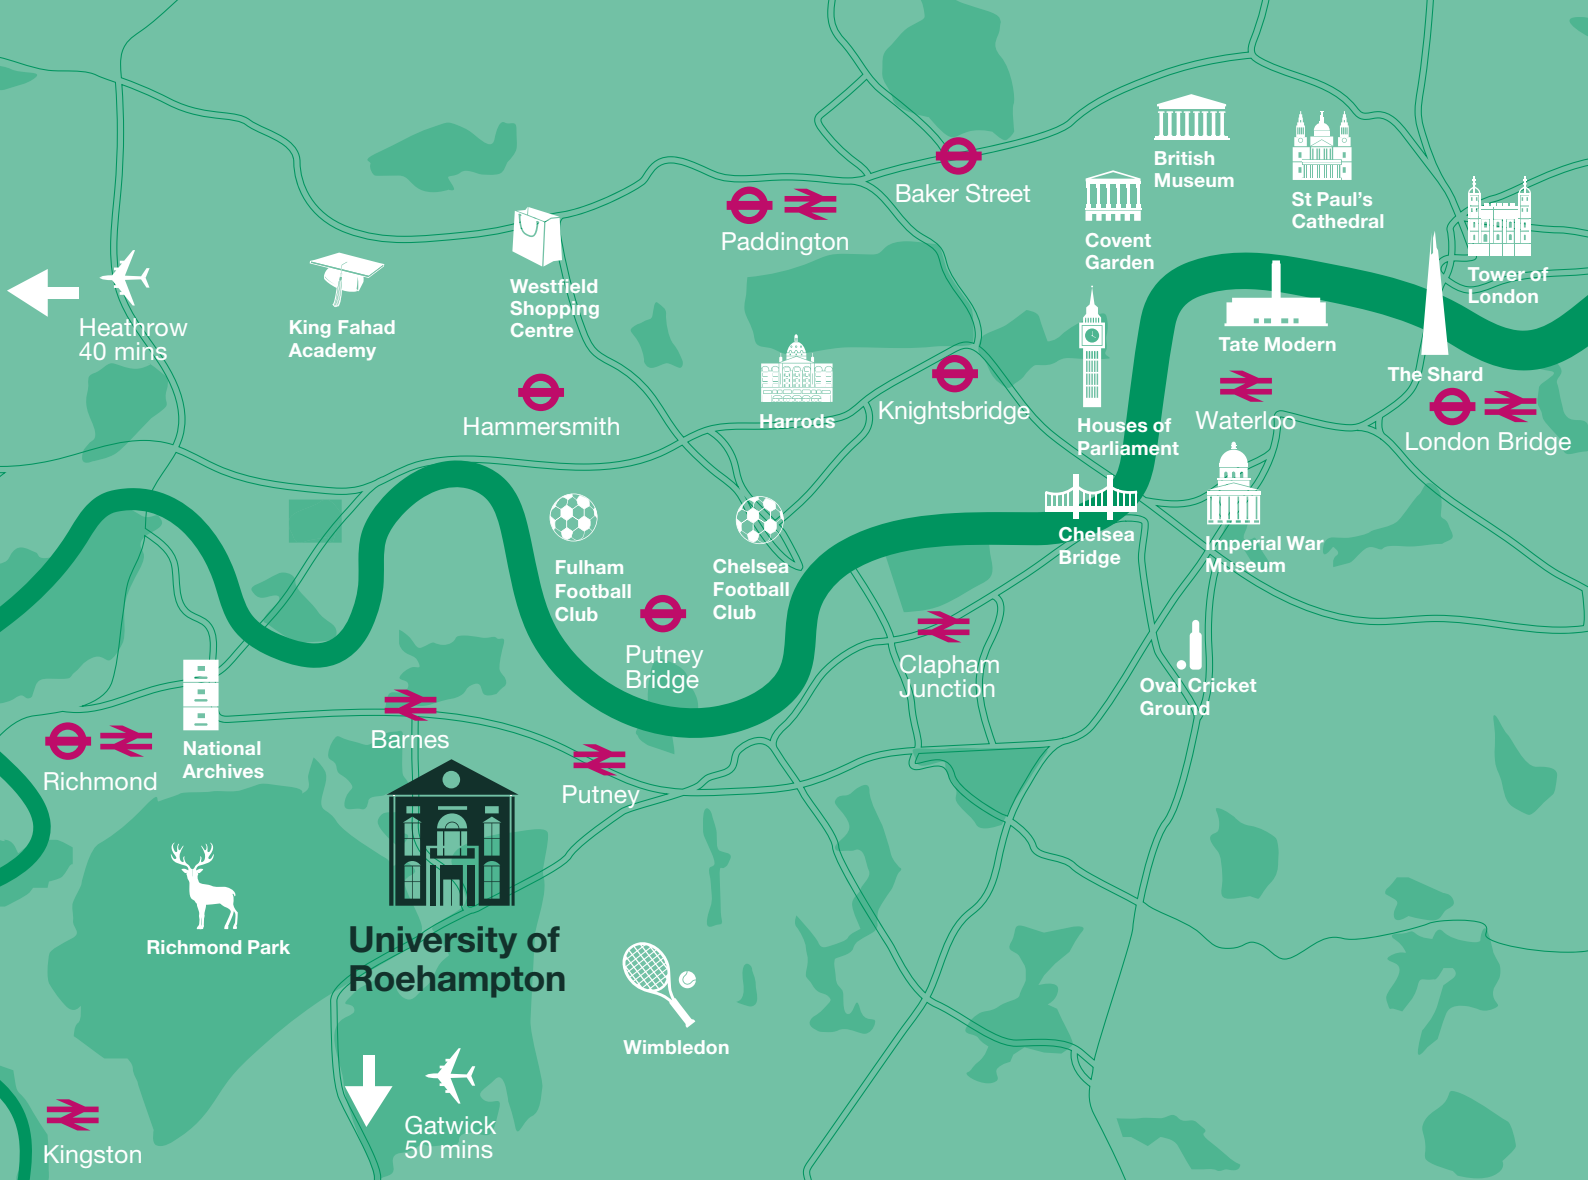 British
Museum
Baker Street
St Paul's
Cathedral
Paddington
Covent
Garden
Tower of
London
Westfield
Shopping
Centre
Heathrow
40 mins
King Fahad
Academy
Tate Modern
The Shard
Harrods
Knightsbridge
Hammersmith
Houses of
Parliament
Waterloo
London Bridge
Chelsea
Bridge
Imperial War
Museum
Fulham
Football
Club
Chelsea
Football
Club
Putney
Bridge
Clapham
Junction
Oval Cricket
Ground
Barnes
National
Archives
Richmond
Putney
Richmond Park
University of
Roehampton
Wimbledon
Gatwick
50 mins
Kingston